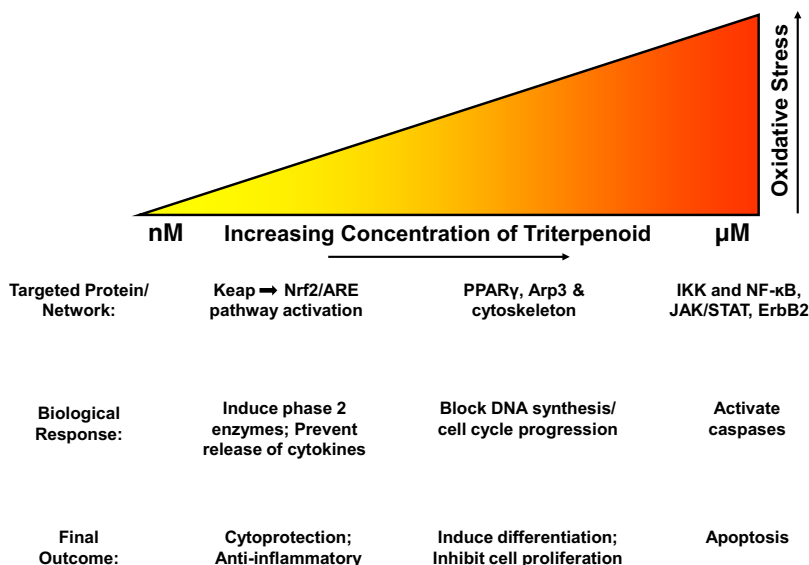 Oxidative Stress
nM
Increasing Concentration of Triterpenoid
µM
Targeted Protein/
Network:
Keap ➡ Nrf2/ARE
pathway activation
PPARγ, Arp3 &
cytoskeleton
IKK and NF-κB,
JAK/STAT, ErbB2
Biological
Response:
Induce phase 2
enzymes; Prevent
release of cytokines
Block DNA synthesis/
cell cycle progression
Activate
caspases
Final
Outcome:
Cytoprotection;
Anti-inflammatory
Induce differentiation;
Inhibit cell proliferation
Apoptosis